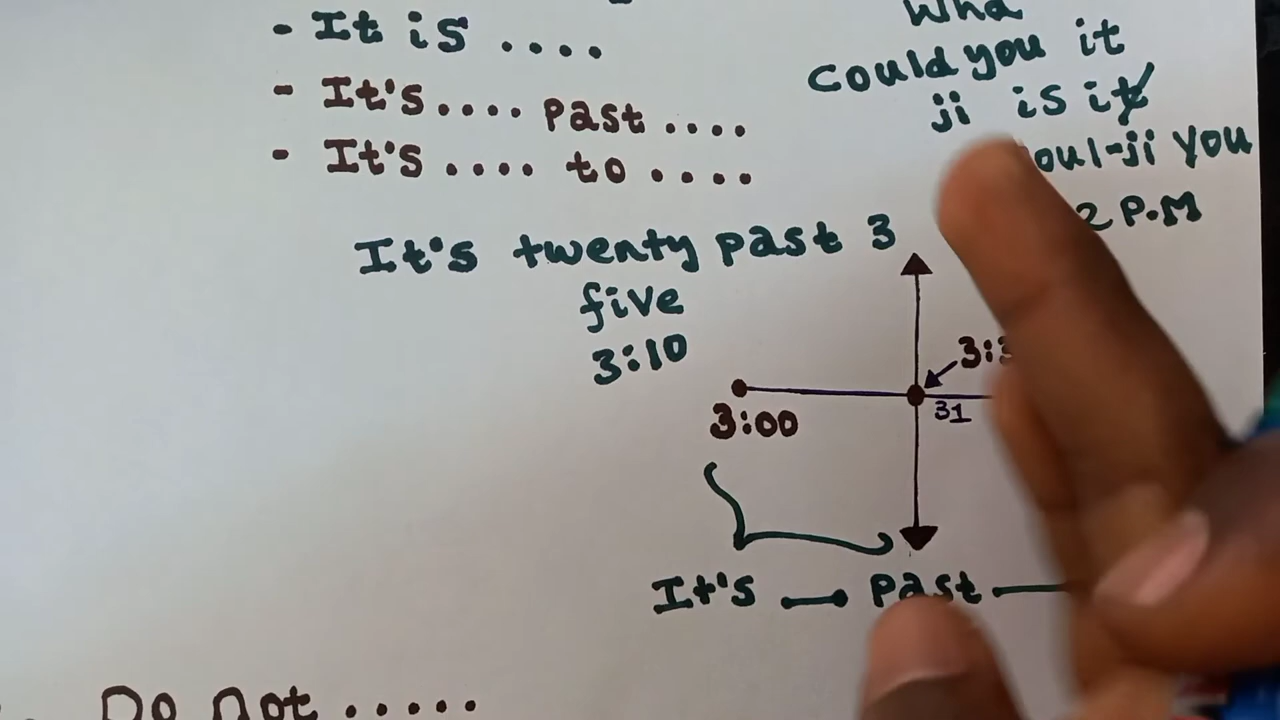 - It is ....
- It's .... past ....
- It's .... to ....
could you it
ji is it
you
2 P.M
It's twenty past 3
five
3:10
31
3:00
It's — past —
Do not .....